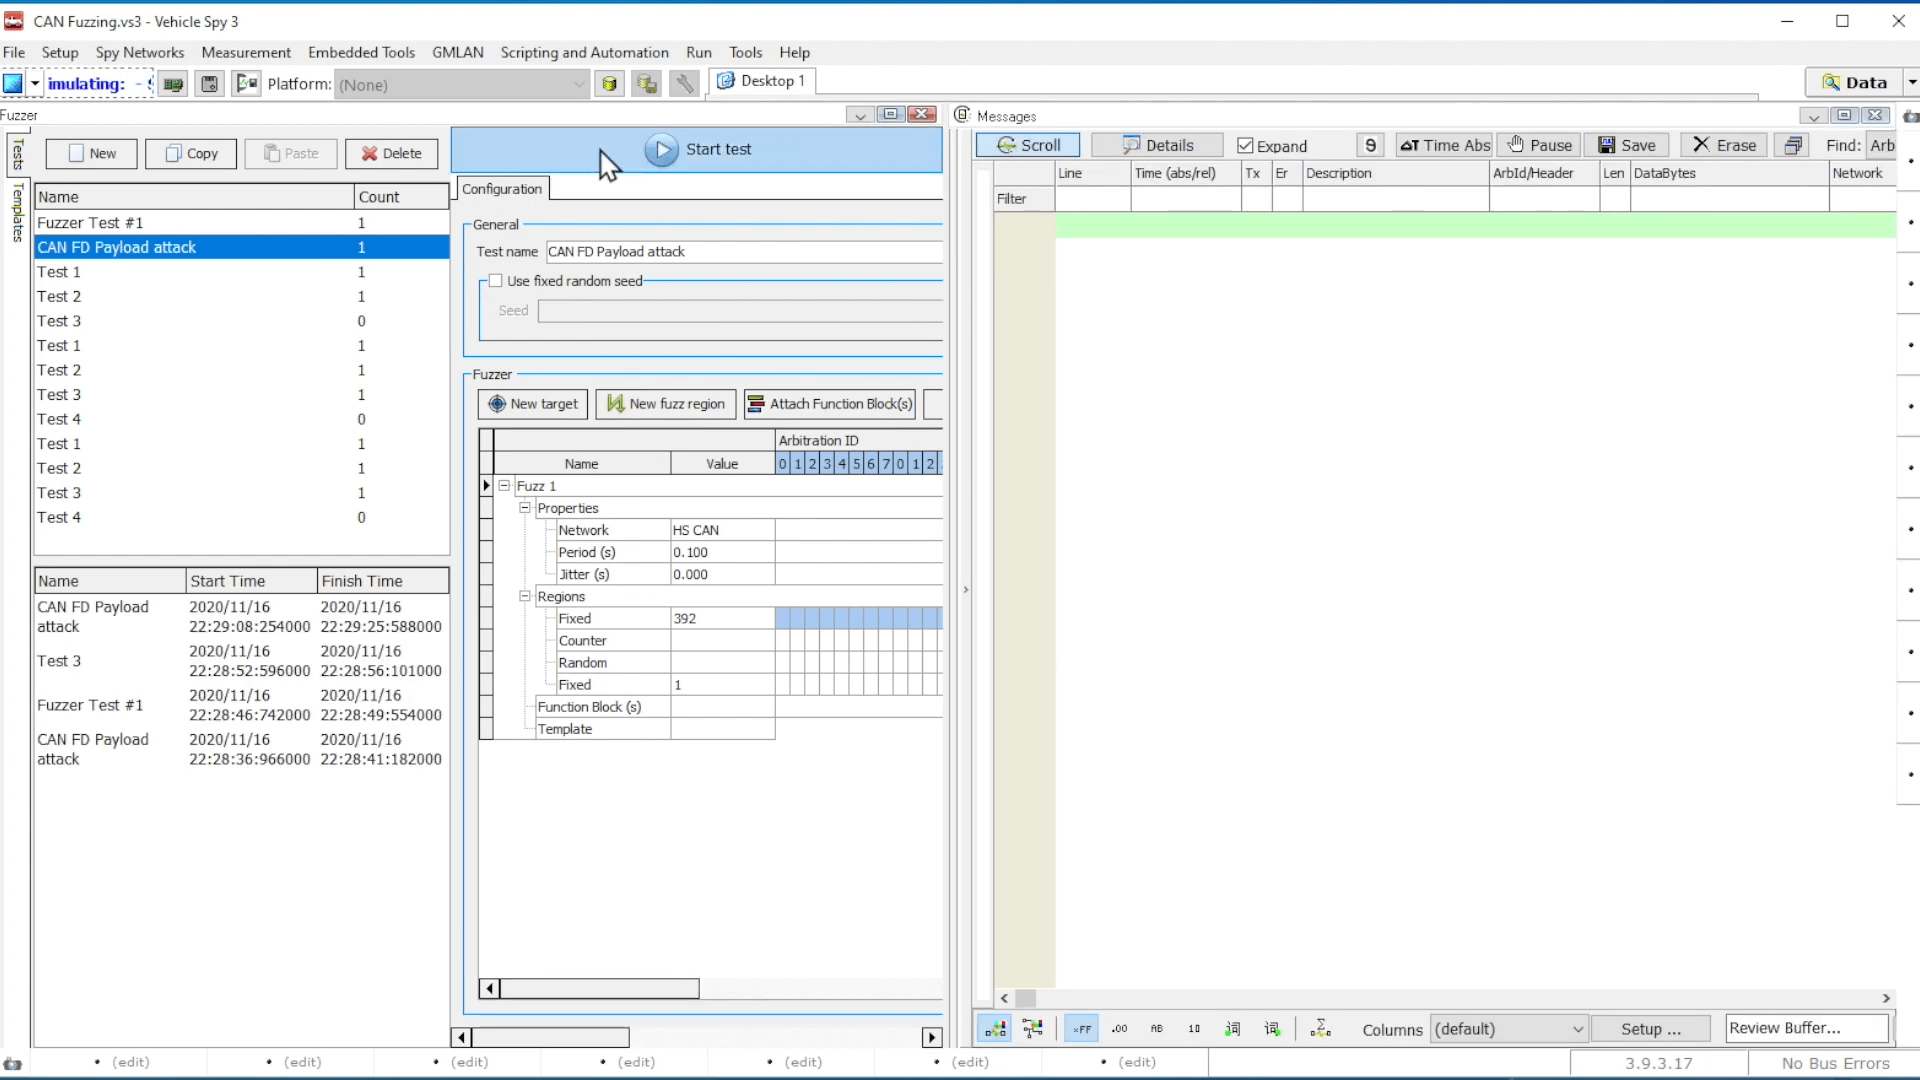 CAN Fuzzing.vs3 - Vehicle Spy 3
File Setup Spy Networks Measurement Embedded Tools GMLAN Scripting and Automation Run Tools Help
imulating: - Platform: (None) Desktop 1 Data
Fuzzer
Tests
Templates
New Copy Paste Delete
Name Count
Fuzzer Test #1 1
CAN FD Payload attack 1
Test 1 1
Test 2 1
Test 3 0
Test 1 1
Test 2 1
Test 3 1
Test 4 0
Test 1 1
Test 2 1
Test 3 1
Test 4 0
Name Start Time Finish Time
CAN FD Payload 2020/11/16 2020/11/16
attack 22:29:08:254000 22:29:25:588000
2020/11/16 2020/11/16
Test 3 22:28:52:596000 22:28:56:101000
2020/11/16 2020/11/16
Fuzzer Test #1 22:28:46:742000 22:28:49:554000
CAN FD Payload 2020/11/16 2020/11/16
attack 22:28:36:966000 22:28:41:182000
Start test
Configuration
General
Test name CAN FD Payload attack
Use fixed random seed
Seed
Fuzzer
New target New fuzz region Attach Function Block(s)
Arbitration ID
Name Value 0 1 2 3 4 5 6 7 0 1 2
Fuzz 1
Properties
Network HS CAN
Period (s) 0.100
Jitter (s) 0.000
Regions
Fixed 392
Counter
Random
Fixed 1
Function Block (s)
Template
Messages
Scroll Details Expand 9 ΔT Time Abs Pause Save Erase Find: Arb
Line Time (abs/rel) Tx Er Description ArbId/Header Len DataBytes Network
Filter
xFF .00 AB 10 词 词 Columns (default) Setup ... Review Buffer...
(edit) (edit) (edit) (edit) (edit) (edit) (edit) 3.9.3.17 No Bus Errors